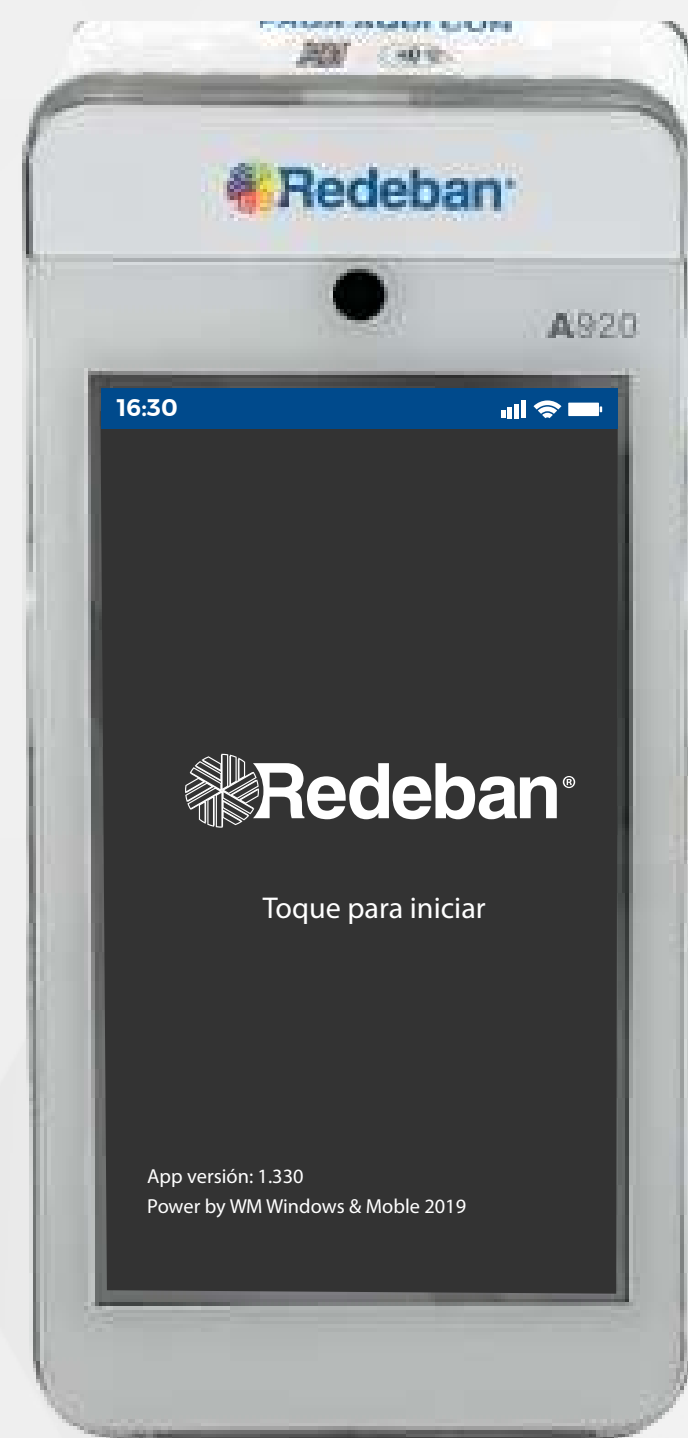 Redeban
A920
16:30
Redeban®
Toque para iniciar
App versión: 1.330
Power by WM Windows & Moble 2019